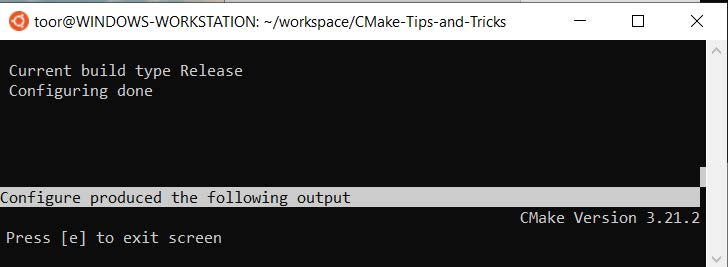 toor@WINDOWS-WORKSTATION: ~/workspace/CMake-Tips-and-Tricks
Current build type Release
Configuring done
Configure produced the following output
CMake Version 3.21.2
Press [e] to exit screen